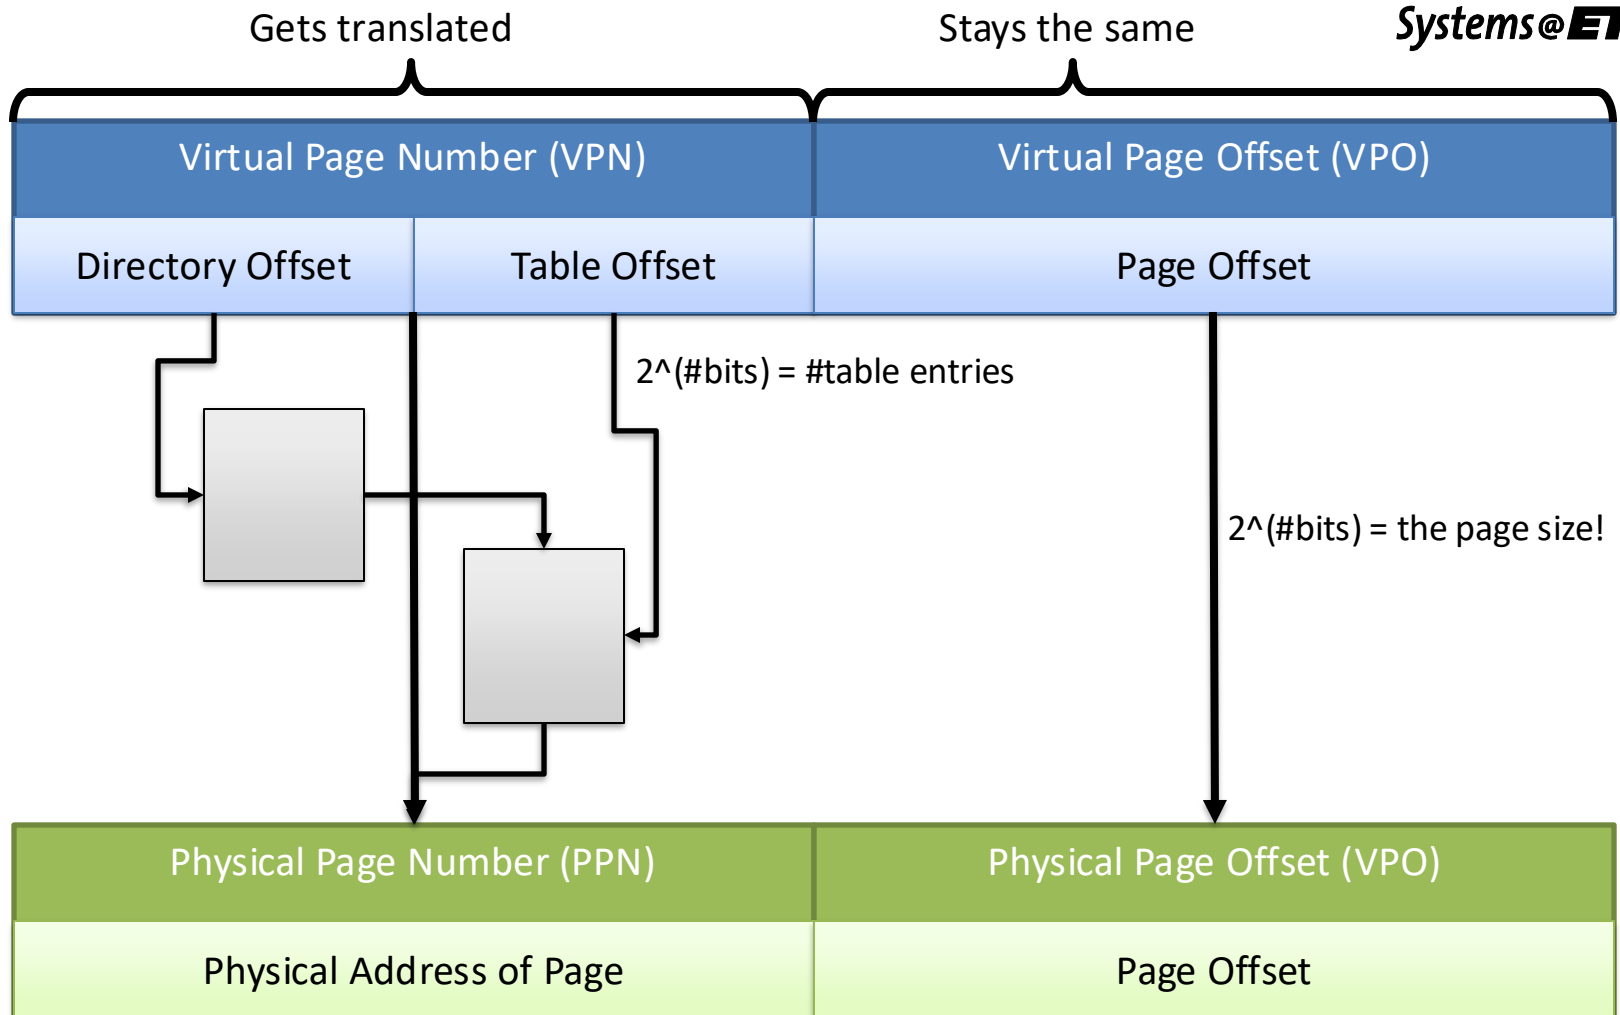 Gets translated
Stays the same
Systems@ET
Virtual Page Number (VPN)
Virtual Page Offset (VPO)
Directory Offset
Table Offset
Page Offset
2^(#bits) = #table entries
2^(#bits) = the page size!
Physical Page Number (PPN)
Physical Page Offset (VPO)
Physical Address of Page
Page Offset